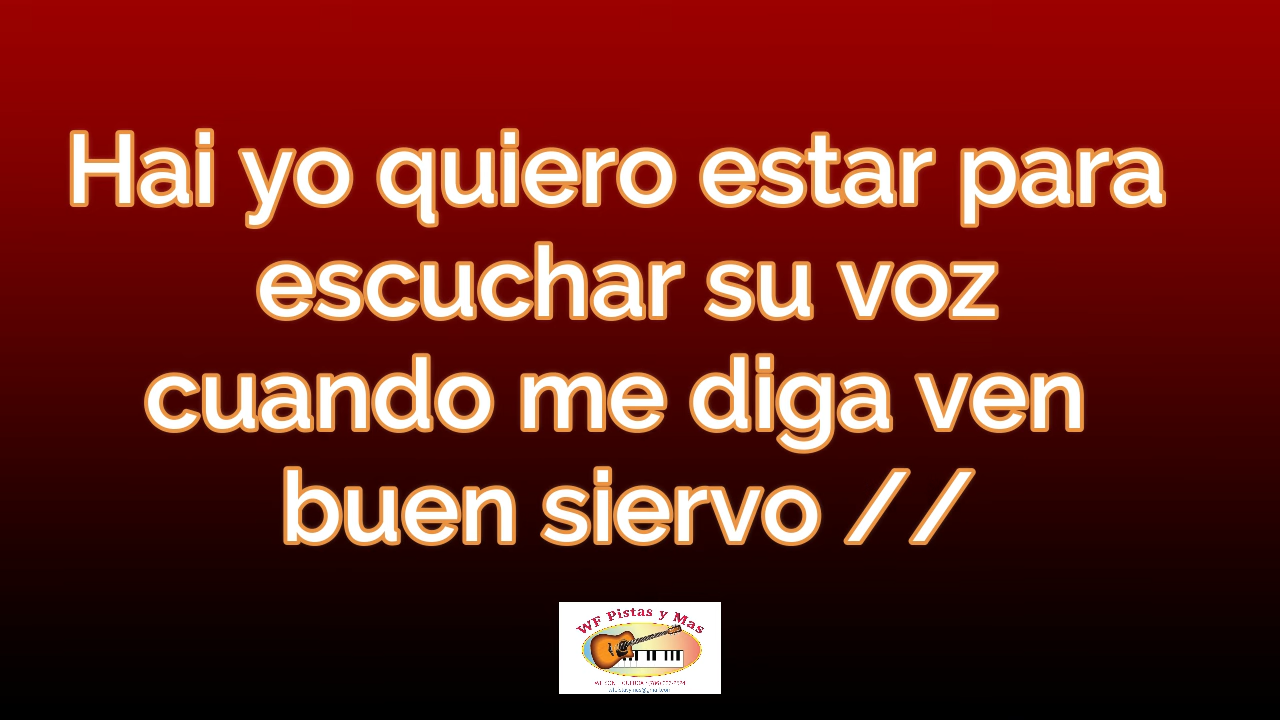 Hai yo quiero estar para
escuchar su voz
cuando me diga ven
buen siervo //
WF Pistas y Mas